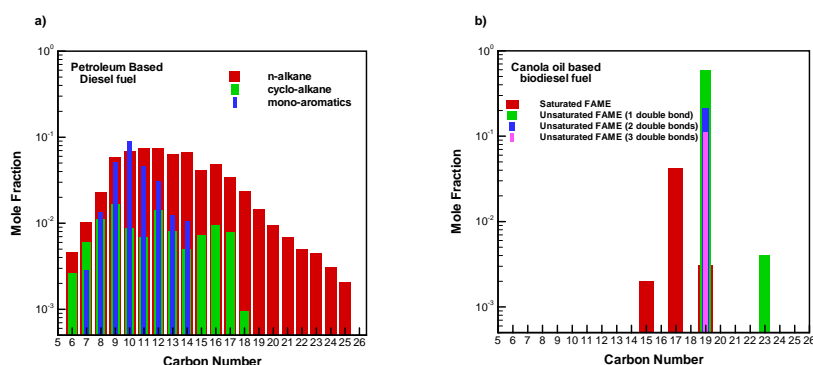 a)
Petroleum Based
Diesel fuel
n-alkane
cyclo-alkane
mono-aromatics
Mole Fraction
10^0
10^-1
10^-2
10^-3
5 6 7 8 9 10 11 12 13 14 15 16 17 18 19 20 21 22 23 24 25 26
Carbon Number
b)
Canola oil based
biodiesel fuel
Saturated FAME
Unsaturated FAME (1 double bond)
Unsaturated FAME (2 double bonds)
Unsaturated FAME (3 double bonds)
Mole Fraction
10^0
10^-1
10^-2
10^-3
5 6 7 8 9 10 11 12 13 14 15 16 17 18 19 20 21 22 23 24 25 26
Carbon Number